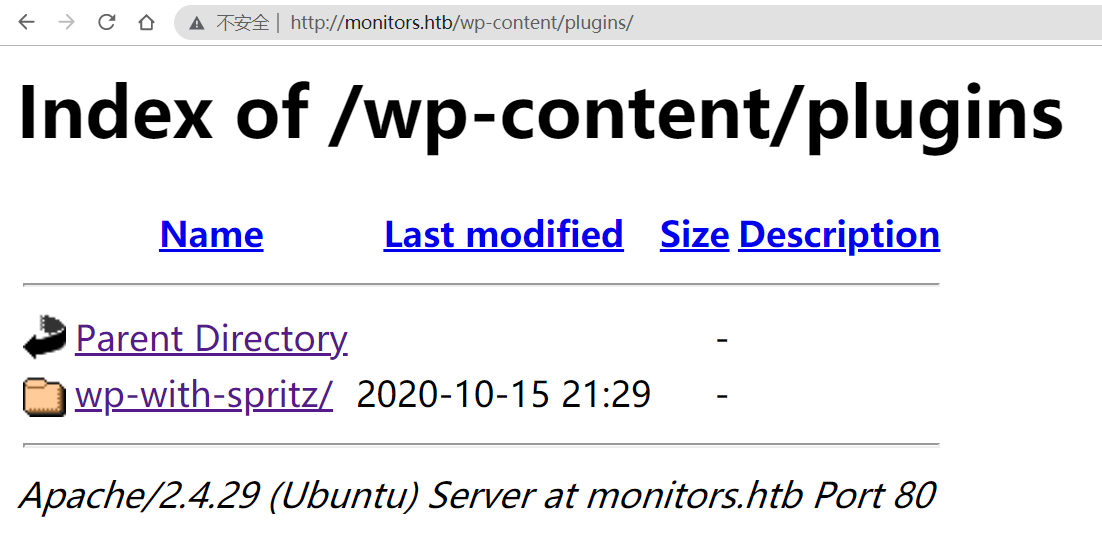 不安全 | http://monitors.htb/wp-content/plugins/
Index of /wp-content/plugins
Name Last modified Size Description
Parent Directory -
wp-with-spritz/ 2020-10-15 21:29 -
Apache/2.4.29 (Ubuntu) Server at monitors.htb Port 80